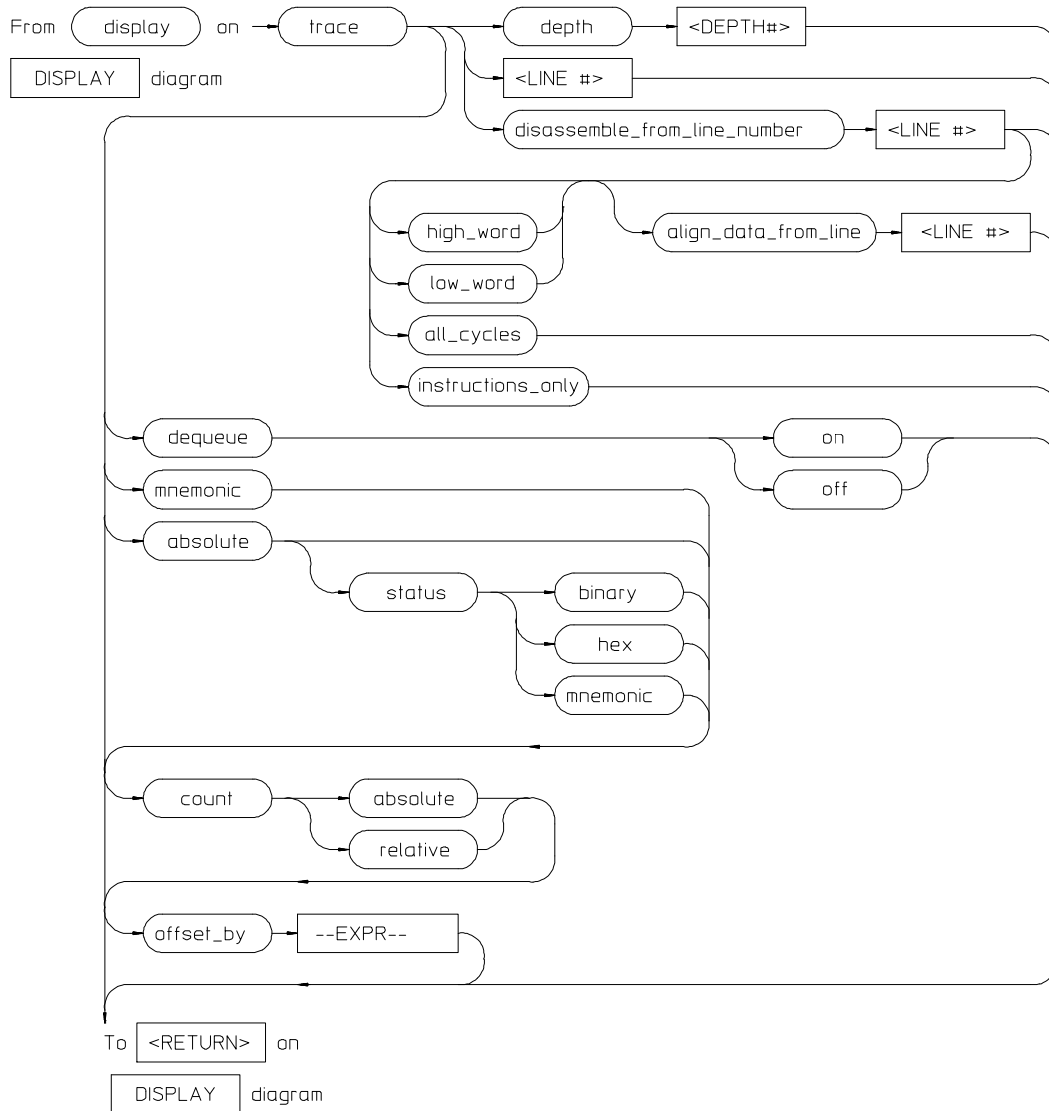 From display on trace depth <DEPTH#>
DISPLAY diagram <LINE #>
disassemble_from_line_number <LINE #>
high_word align_data_from_line <LINE #>
low_word
all_cycles
instructions_only
dequeue on
mnemonic off
absolute
status binary
hex
mnemonic
count absolute
relative
offset_by --EXPR--
To <RETURN> on
DISPLAY diagram